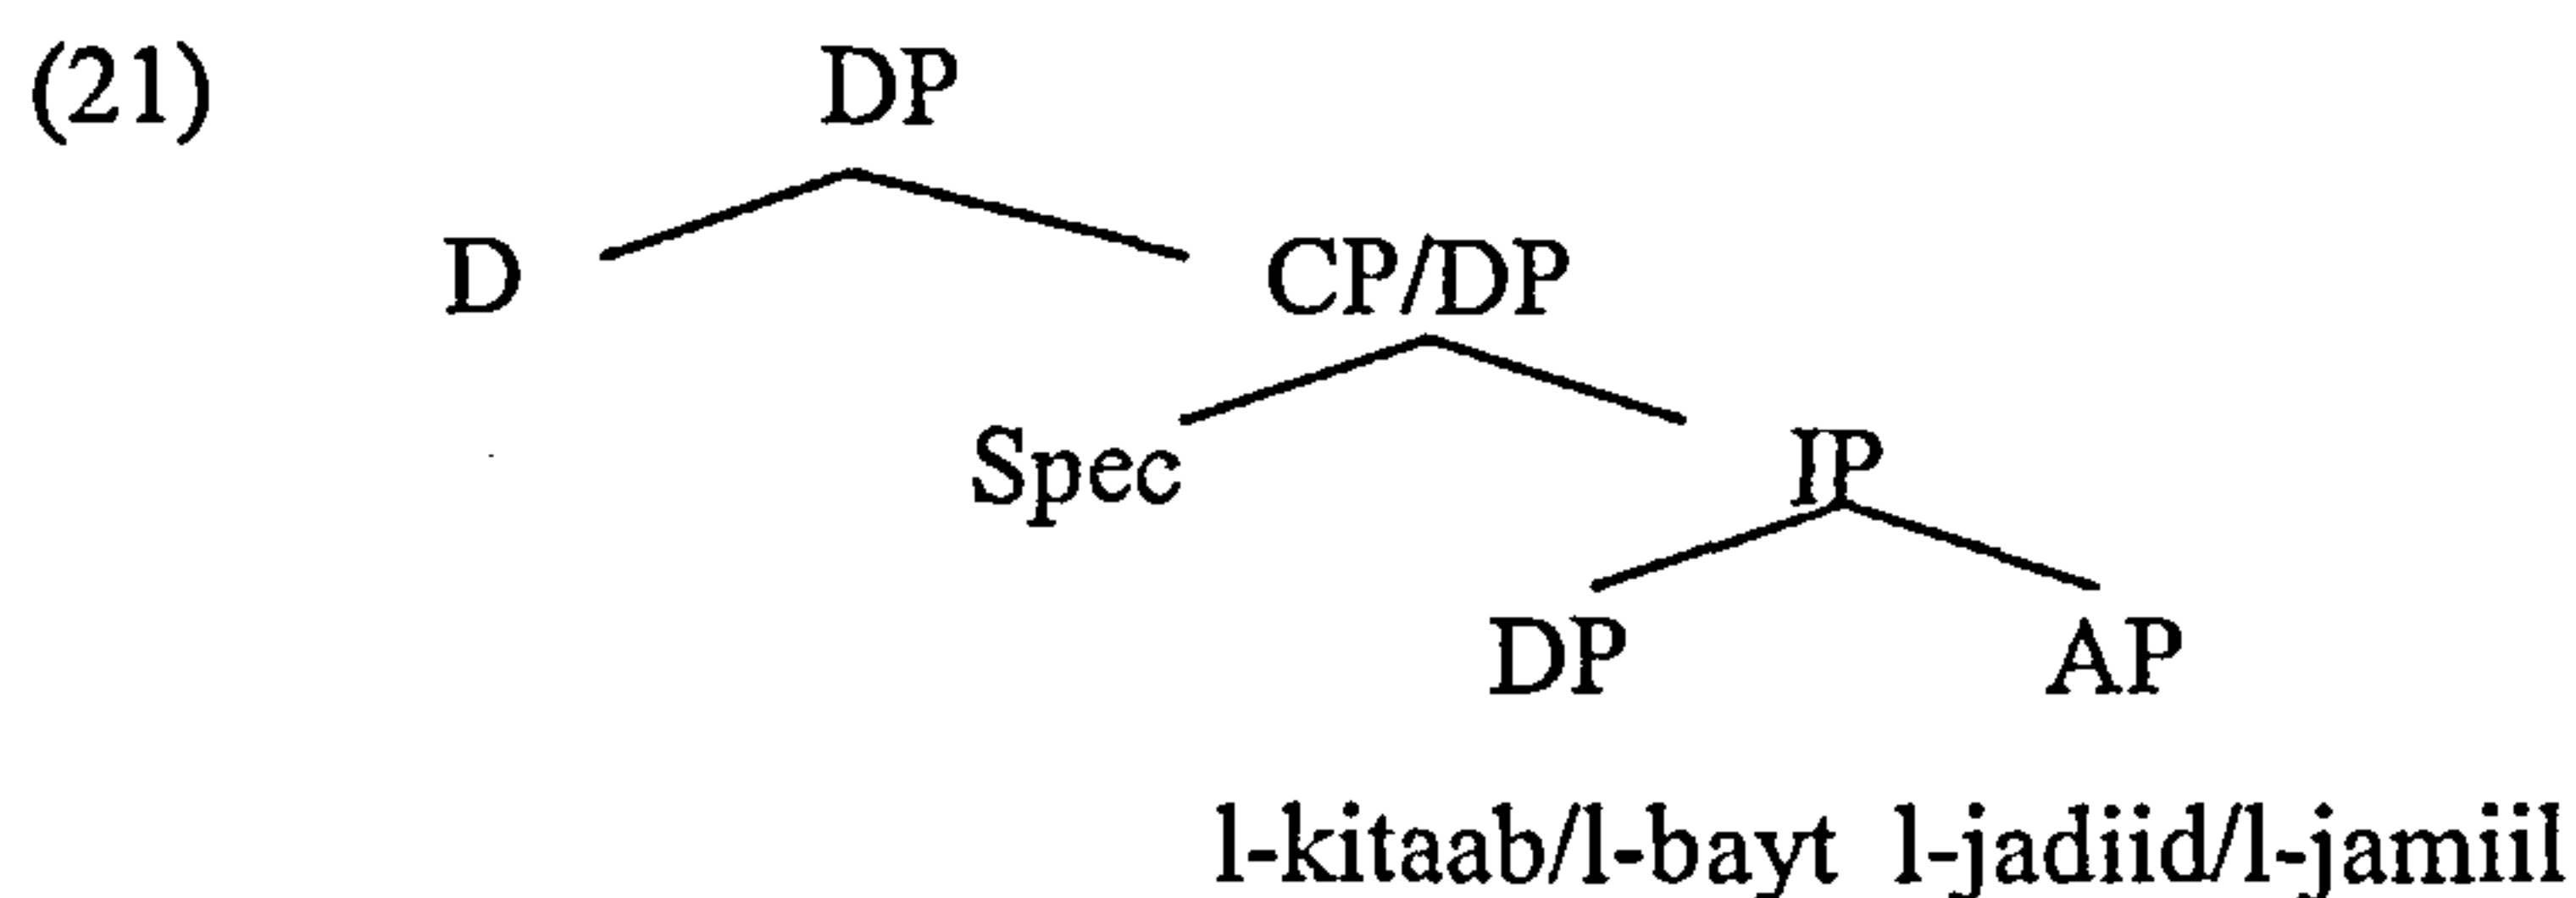 (21) DP
D CP/DP
Spec IP
DP AP
l-kitaab/l-bayt l-jadiid/l-jamiil